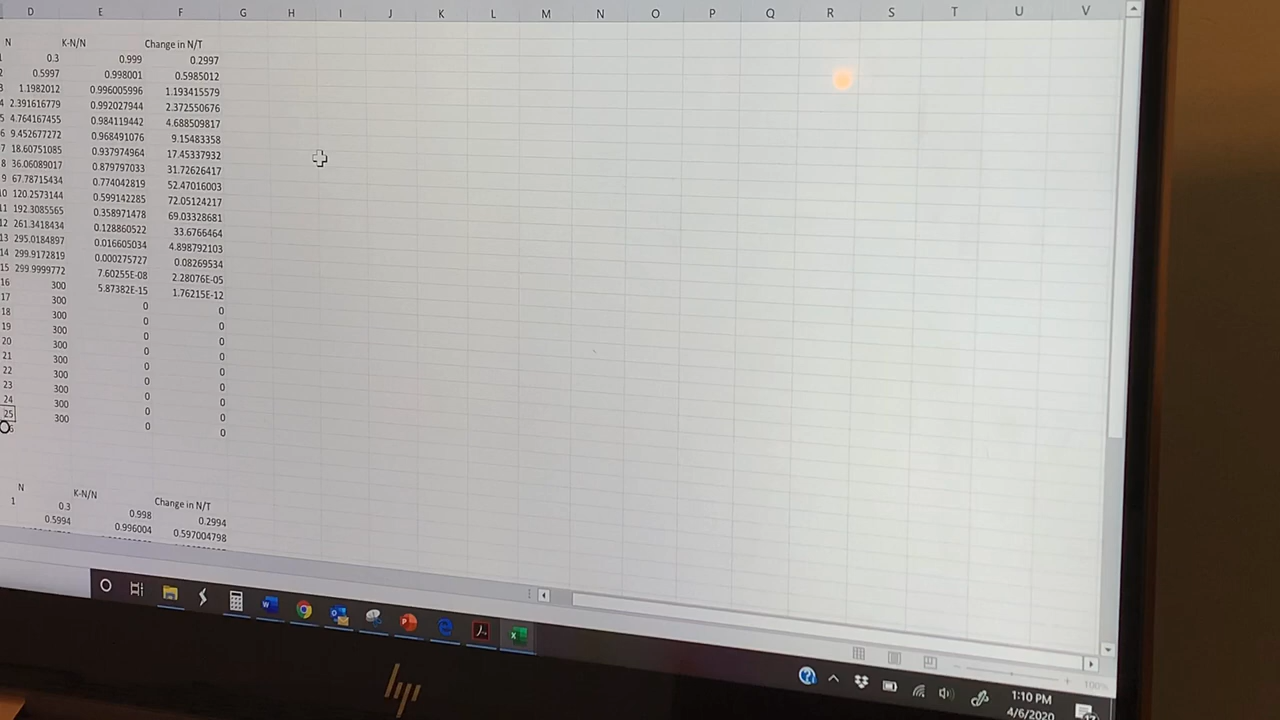 D E F G H I J K L M N O P Q R S T U V
N K-N/N Change in N/T
1 0.3 0.999 0.2997
2 0.5997 0.998001 0.5985012
3 1.1982012 0.996005996 1.193415579
4 2.391616779 0.992027944 2.372550676
5 4.764167455 0.984119442 4.688509817
6 9.452677272 0.968491076 9.15483358
7 18.60751085 0.937974964 17.45337932
8 36.06089017 0.879797033 31.72626417
9 67.78715434 0.774042819 52.47016003
10 120.2573144 0.599142285 72.05124217
11 192.3085565 0.358971478 69.03328681
12 261.3418434 0.128860522 33.6766464
13 295.0184897 0.016605034 4.898792103
14 299.9172819 0.000275727 0.08269534
15 299.9999772 7.60255E-08 2.28076E-05
16 300 5.87382E-15 1.76215E-12
17 300 0 0
18 300 0 0
19 300 0 0
20 300 0 0
21 300 0 0
22 300 0 0
23 300 0 0
24 300 0 0
25 300 0 0
N K-N/N Change in N/T
1 0.3 0.998 0.2994
0.5994 0.996004 0.597004798
100%
hp
1:10 PM
4/6/2020